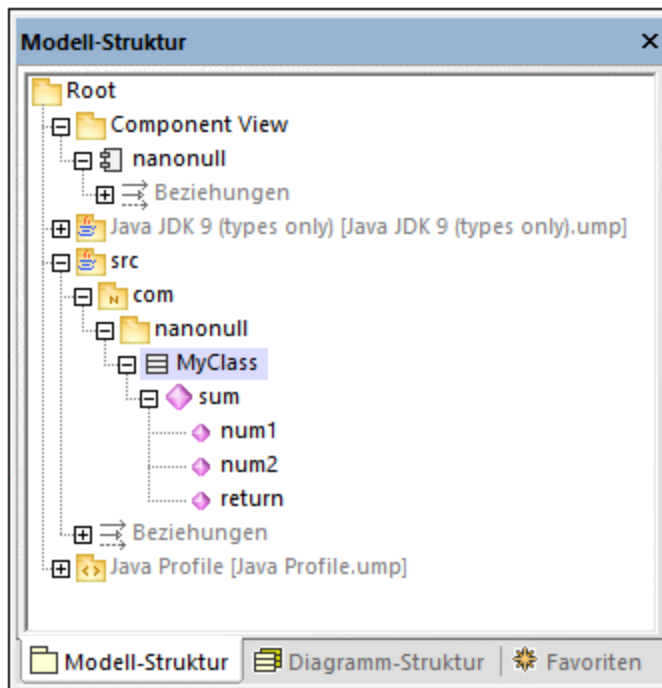 Modell-Struktur
Root
Component View
nanonull
Beziehungen
Java JDK 9 (types only) [Java JDK 9 (types only).ump]
src
com
nanonull
MyClass
sum
num1
num2
return
Beziehungen
Java Profile [Java Profile.ump]
Modell-Struktur Diagramm-Struktur Favoriten